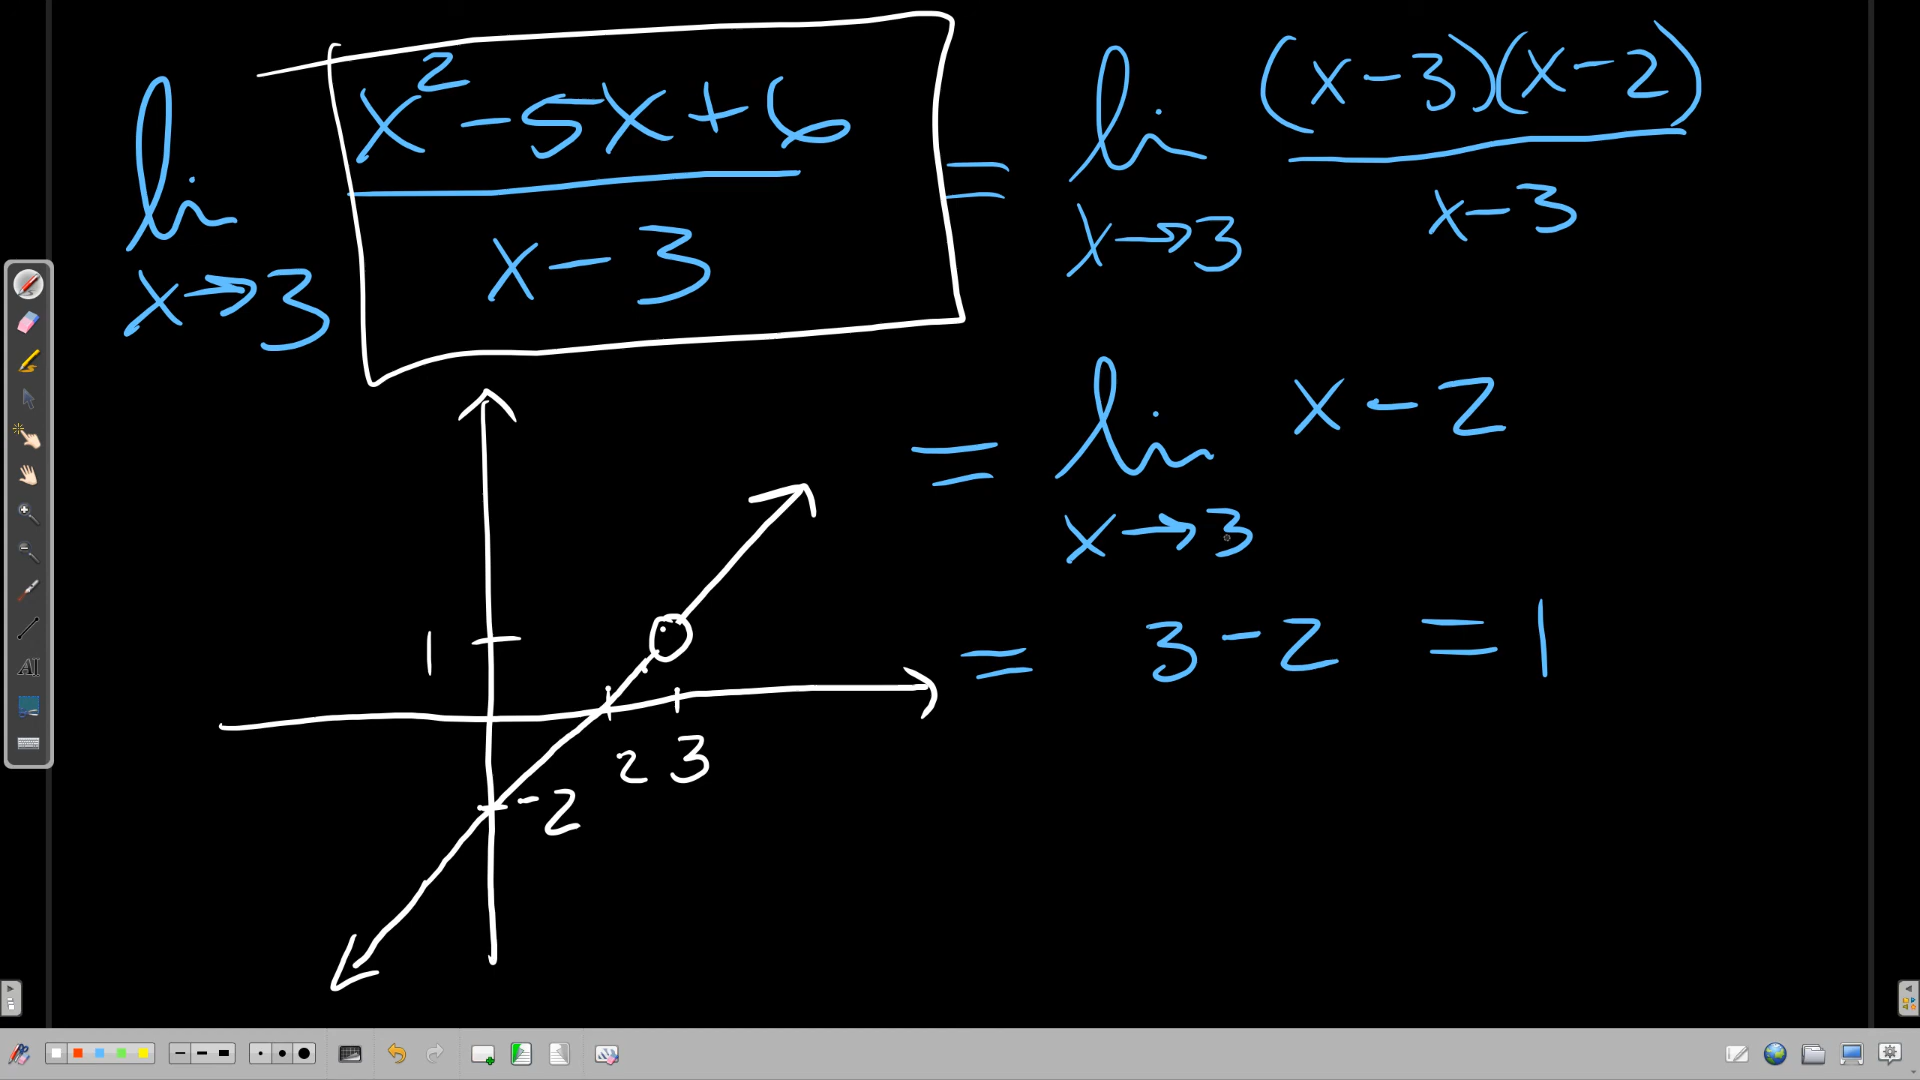 lim x→3 (x² - 5x + 6)/(x - 3) = lim x→3 ((x - 3)(x - 2))/(x - 3)
= lim x→3 x - 2
= 3 - 2 = 1
1
2 3
-2
AI